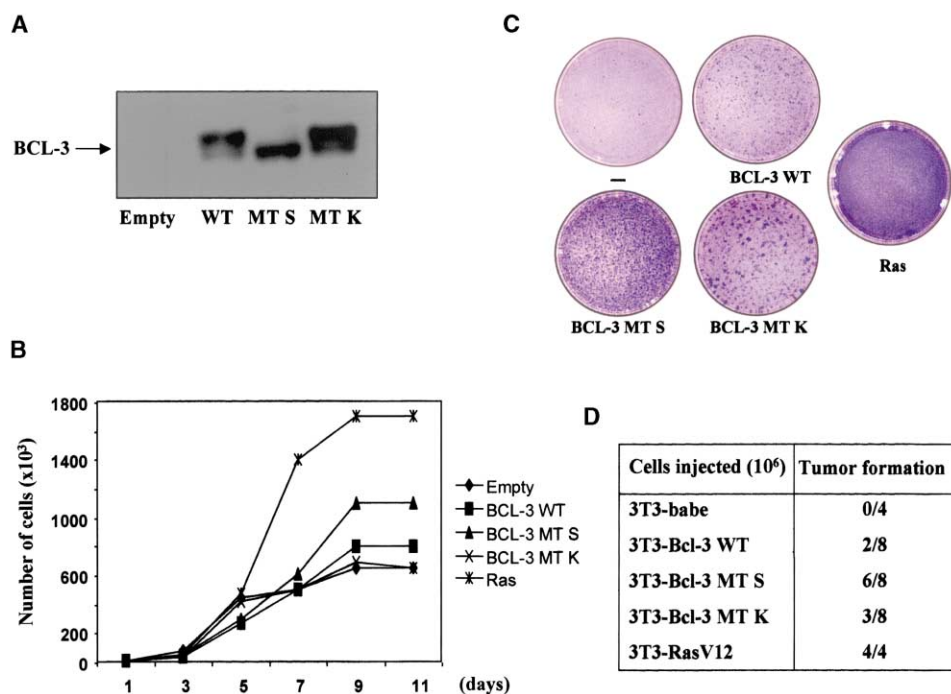 A
BCL-3
Empty WT MT S MT K
B
Number of cells (x10³)
1800
1400
1000
600
200
0
1 3 5 7 9 11 (days)
Empty
BCL-3 WT
BCL-3 MT S
BCL-3 MT K
Ras
C
–
BCL-3 WT
BCL-3 MT S
BCL-3 MT K
Ras
D
Cells injected (10⁶) Tumor formation
3T3-babe 0/4
3T3-Bcl-3 WT 2/8
3T3-Bcl-3 MT S 6/8
3T3-Bcl-3 MT K 3/8
3T3-RasV12 4/4